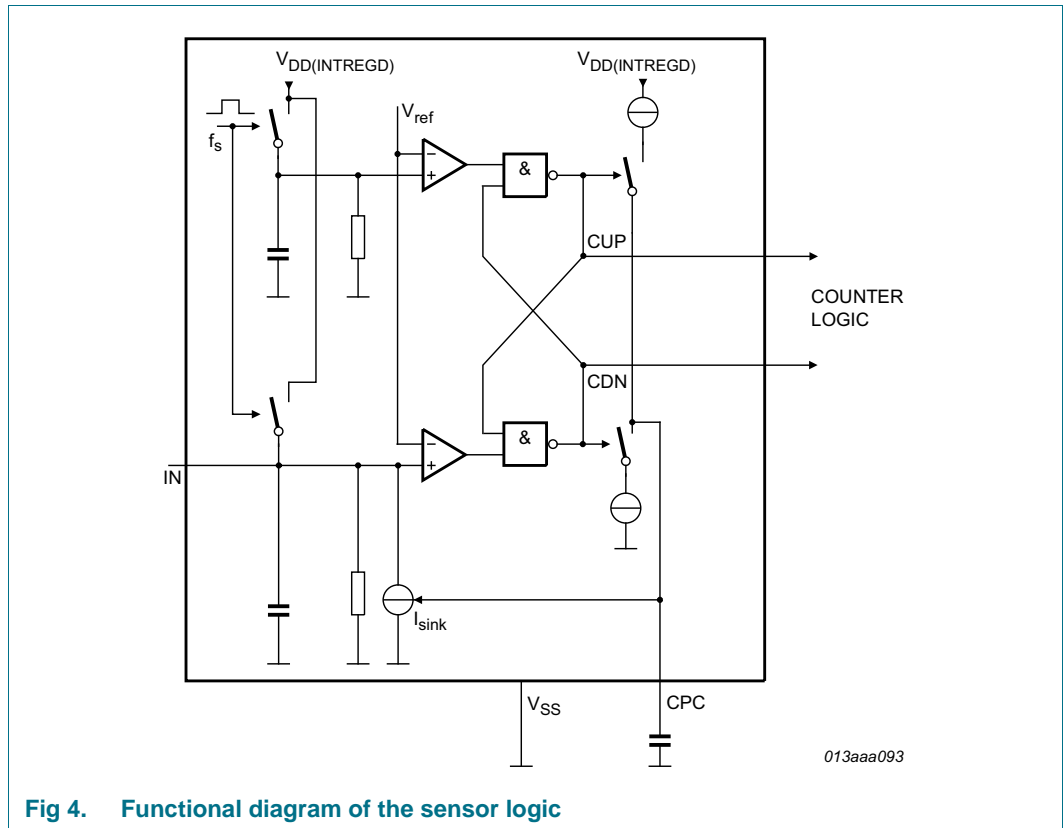 VDD(INTREGD)
VDD(INTREGD)
Vref
fs
&
CUP
COUNTER
LOGIC
CDN
&
IN
Isink
VSS
CPC
013aaa093
Fig 4. Functional diagram of the sensor logic